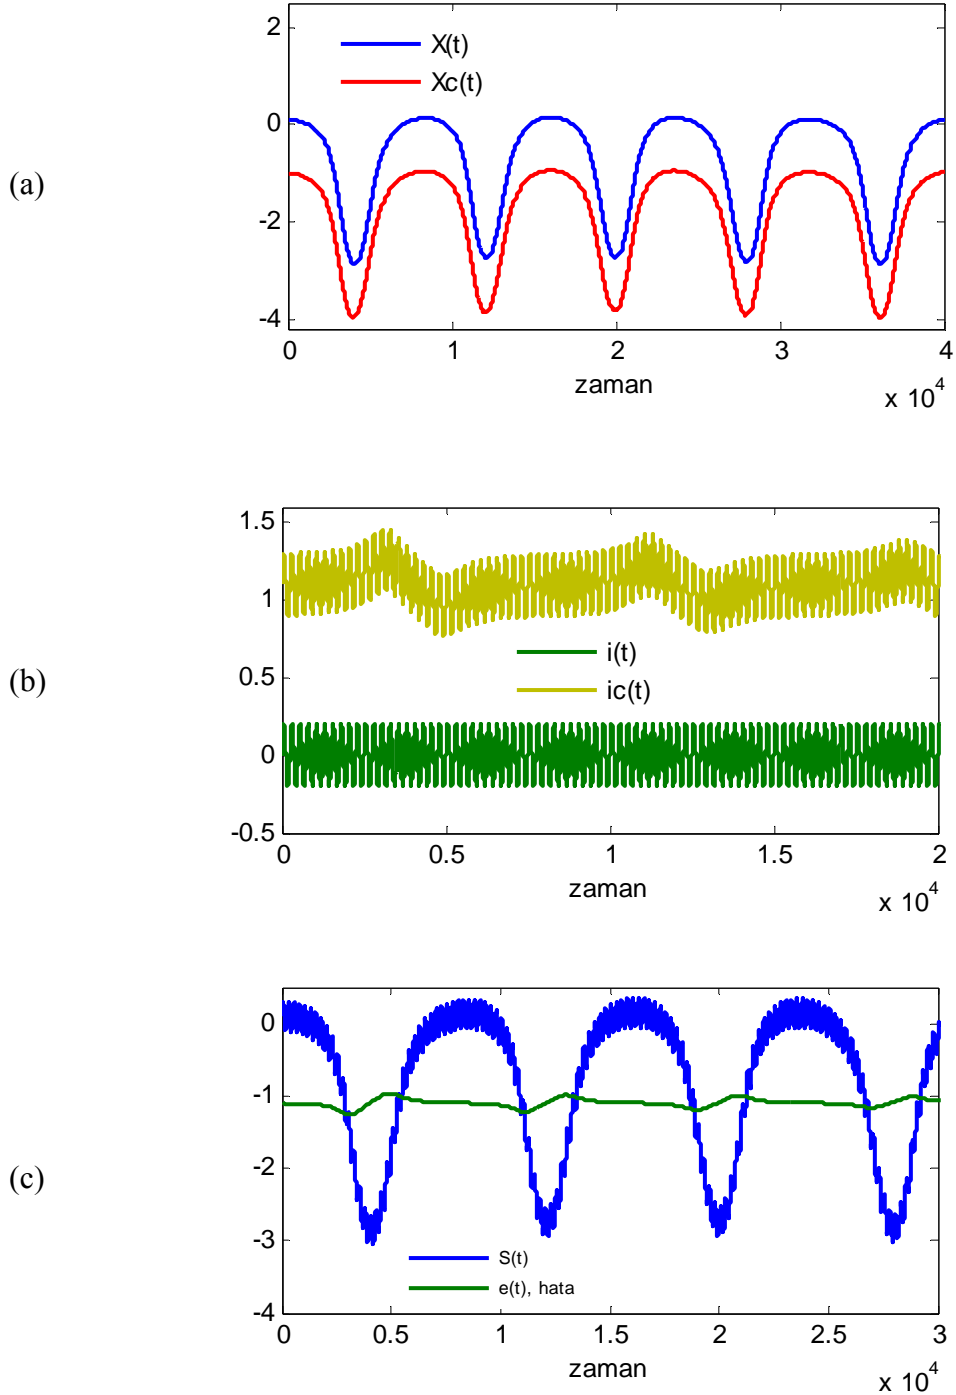 (a)
2
0
-2
-4
X(t)
Xc(t)
0 1 2 3 4
zaman
x 10^4
(b)
1.5
1
0.5
0
-0.5
i(t)
ic(t)
0 0.5 1 1.5 2
zaman
x 10^4
(c)
0
-1
-2
-3
-4
S(t)
e(t), hata
0 0.5 1 1.5 2 2.5 3
zaman
x 10^4